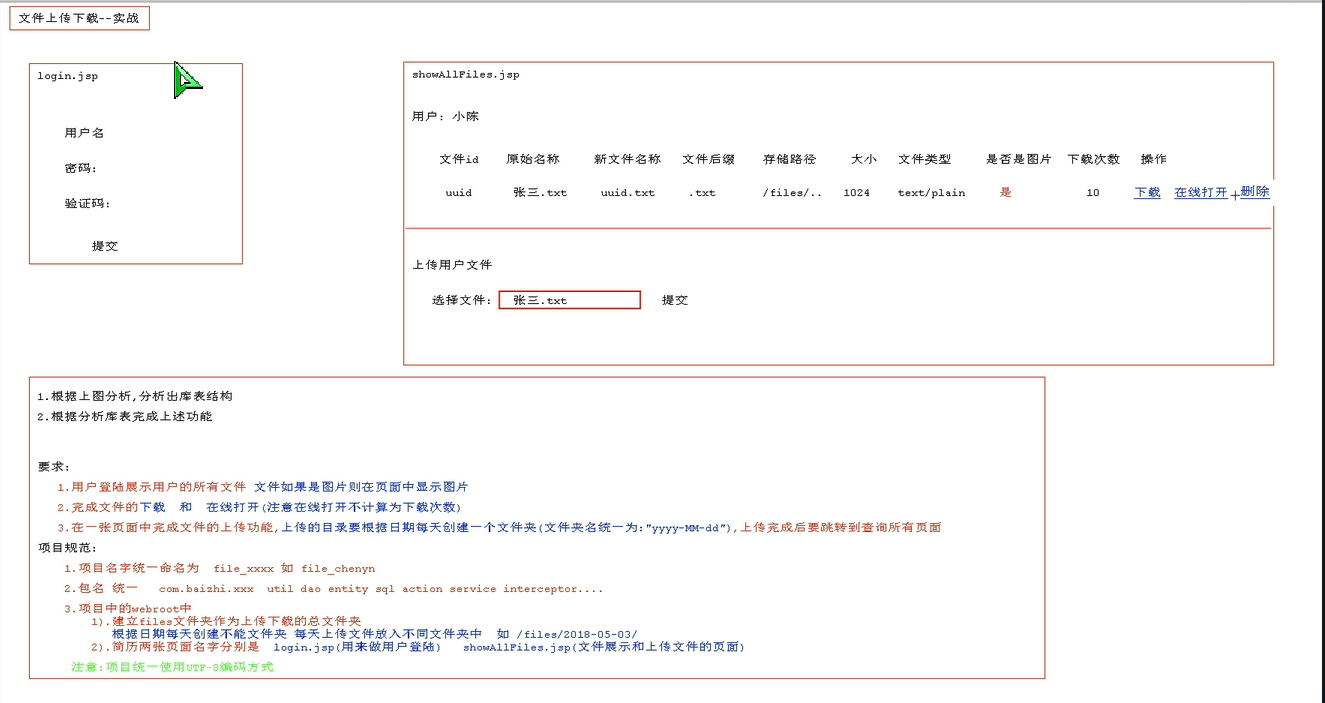 文件上传下载--实战
login.jsp
用户名
密码:
验证码:
提交
showAllFiles.jsp
用户: 小陈
文件id 原始名称 新文件名称 文件后缀 存储路径 大小 文件类型 是否是图片 下载次数 操作
uuid 张三.txt uuid.txt .txt /files/.. 1024 text/plain 是 10 下载 在线打开 删除
上传用户文件
选择文件: 张三.txt 提交
1.根据上图分析,分析出库表结构
2.根据分析库表完成上述功能
要求:
1.用户登陆展示用户的所有文件 文件如果是图片则在页面中显示图片
2.完成文件的下载 和 在线打开(注意在线打开不计算为下载次数)
3.在一张页面中完成文件的上传功能,上传的目录要根据日期每天创建一个文件夹(文件夹名统一为:"yyyy-MM-dd"),上传完成后要跳转到查询所有页面
项目规范:
1.项目名字统一命名为 file_xxxx 如 file_chenyn
2.包名 统一 com.baizhi.xxx util dao entity sql action service interceptor....
3.项目中的webroot中
1).建立files文件夹作为上传下载的总文件夹
根据日期每天创建不能文件夹 每天上传文件放入不同文件夹中 如 /files/2018-05-03/
2).简历两张页面名字分别是 login.jsp(用来做用户登陆) showAllFiles.jsp(文件展示和上传文件的页面)
注意:项目统一使用UTF-8编码方式